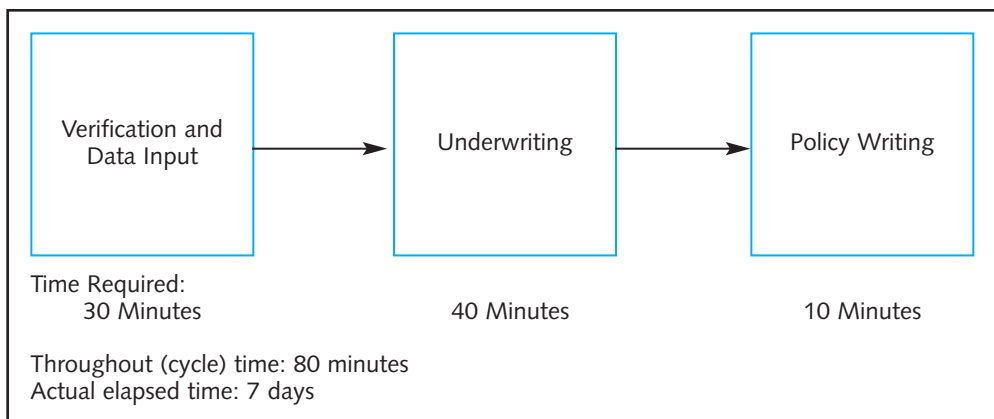 Verification and
Data Input
Underwriting
Policy Writing
Time Required:
30 Minutes
40 Minutes
10 Minutes
Throughout (cycle) time: 80 minutes
Actual elapsed time: 7 days